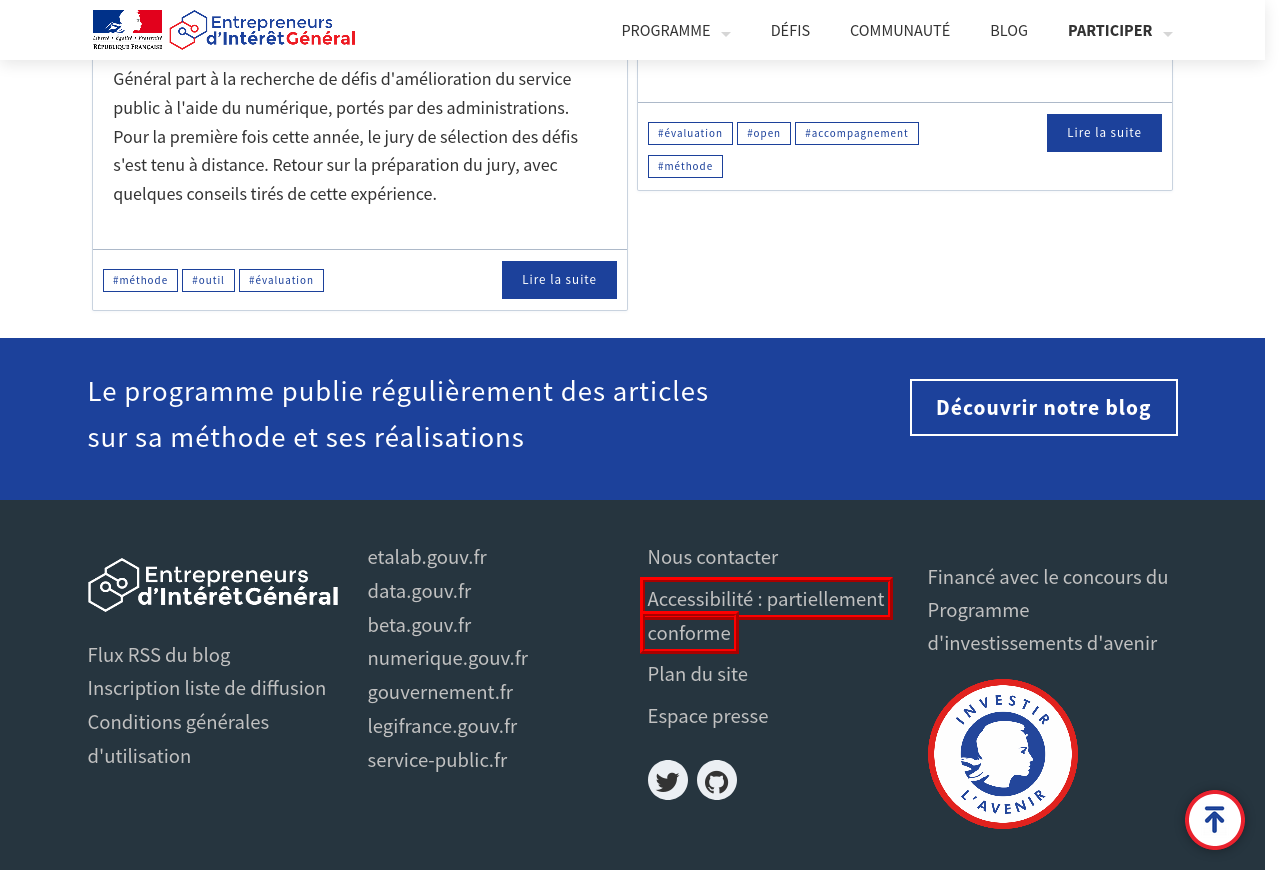 RÉPUBLIQUE FRANÇAISE
Entrepreneurs
d'Intérêt Général
PROGRAMME
DÉFIS
COMMUNAUTÉ
BLOG
PARTICIPER
Général part à la recherche de défis d'amélioration du service
public à l'aide du numérique, portés par des administrations.
Pour la première fois cette année, le jury de sélection des défis
s'est tenu à distance. Retour sur la préparation du jury, avec
quelques conseils tirés de cette expérience.
#méthode #outil #évaluation
Lire la suite
#évaluation #open #accompagnement
#méthode
Lire la suite
Le programme publie régulièrement des articles
sur sa méthode et ses réalisations
Découvrir notre blog
Entrepreneurs
d'Intérêt Général
Flux RSS du blog
Inscription liste de diffusion
Conditions générales
d'utilisation
etalab.gouv.fr
data.gouv.fr
beta.gouv.fr
numerique.gouv.fr
gouvernement.fr
legifrance.gouv.fr
service-public.fr
Nous contacter
Accessibilité : partiellement
conforme
Plan du site
Espace presse
Financé avec le concours du
Programme
d'investissements d'avenir
INVESTIR
L'AVENIR